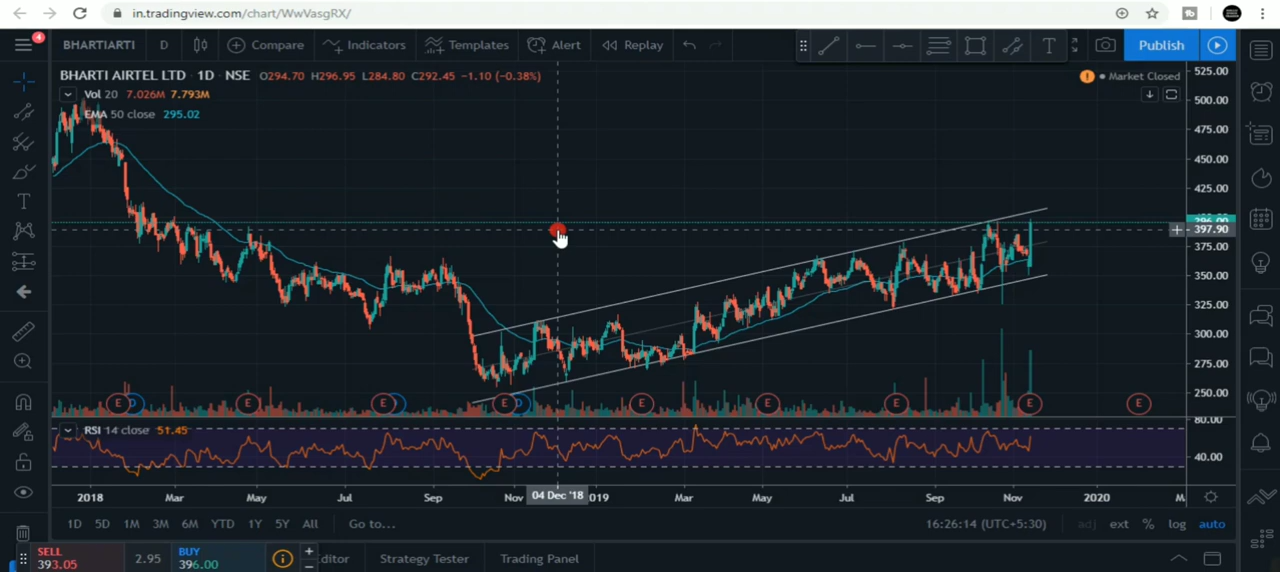 in.tradingview.com/chart/WwVasgRX/
4
BHARTIARTI D Compare Indicators Templates Alert Replay T Publish
BHARTI AIRTEL LTD · 1D · NSE O294.70 H296.95 L284.80 C292.45 −1.10 (−0.38%)
! Market Closed
Vol 20 7.026M 7.793M
EMA 50 close 295.02
525.00
500.00
475.00
450.00
425.00
397.90
375.00
350.00
325.00
300.00
275.00
250.00
E D E E E D E E E E E
RSI 14 close 51.45
80.00
40.00
2018 Mar May Jul Sep Nov 04 Dec '18 019 Mar May Jul Sep Nov 2020 M
1D 5D 1M 3M 6M YTD 1Y 5Y All Go to... 16:26:14 (UTC+5:30) adj ext % log auto
SELL
393.05
2.95
BUY
396.00
ditor Strategy Tester Trading Panel